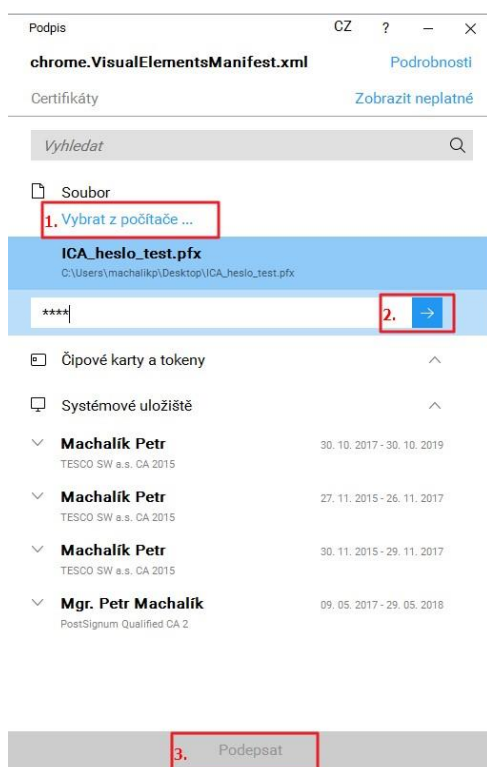 Podpis CZ ?
chrome.VisualElementsManifest.xml Podrobnosti
Certifikáty Zobrazit neplatné
Vyhledat
Soubor
1. Vybrat z počítače ...
ICA_heslo_test.pfx
C:\Users\machalikp\Desktop\ICA_heslo_test.pfx
**** 2.
Čipové karty a tokeny
Systémové uložiště
Machalík Petr 30. 10. 2017 - 30. 10. 2019
TESCO SW a.s. CA 2015
Machalík Petr 27. 11. 2015 - 26. 11. 2017
TESCO SW a.s. CA 2015
Machalík Petr 30. 11. 2015 - 29. 11. 2017
TESCO SW a.s. CA 2015
Mgr. Petr Machalík 09. 05. 2017 - 29. 05. 2018
PostSignum Qualified CA 2
3. Podepsat